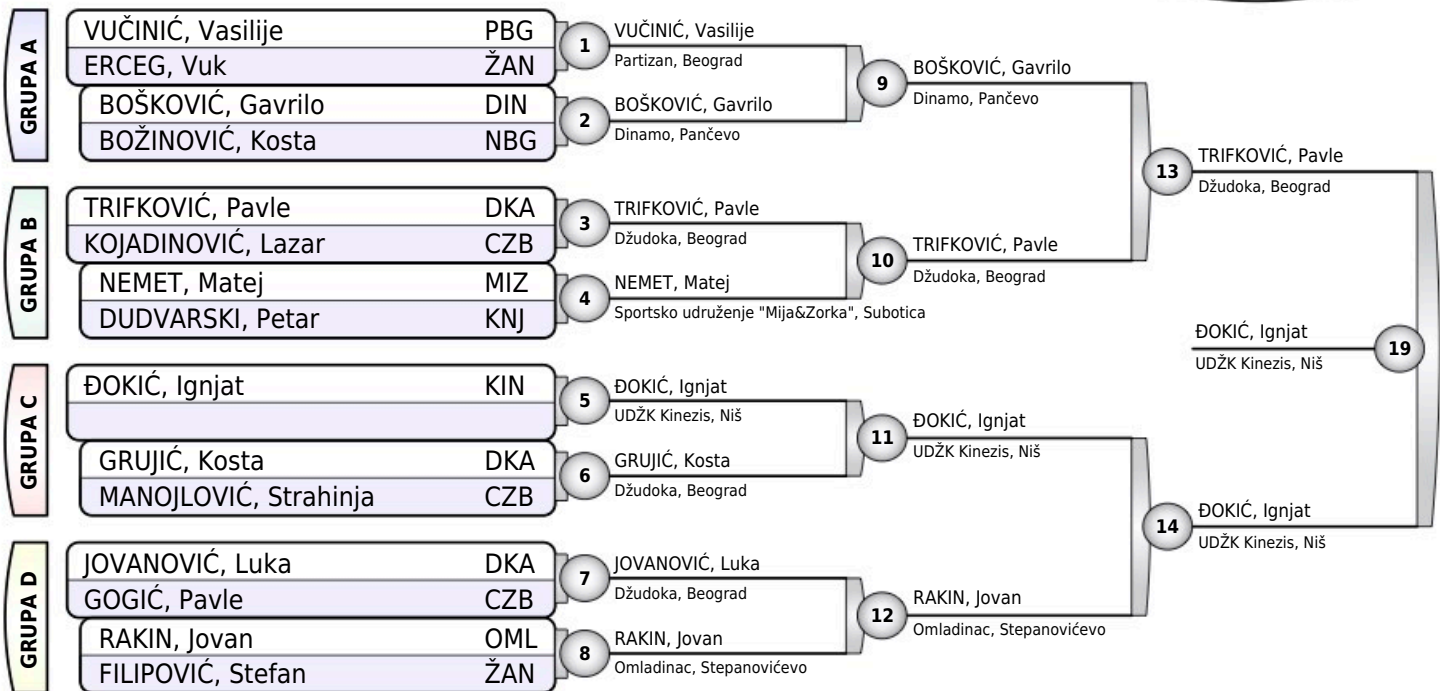 GRUPA A
VUČINIĆ, Vasilije PBG
ERCEG, Vuk ŽAN
BOŠKOVIĆ, Gavrilo DIN
BOŽINOVIĆ, Kosta NBG
GRUPA B
TRIFKOVIĆ, Pavle DKA
KOJADINOVIĆ, Lazar CZB
NEMET, Matej MIZ
DUDVARSKI, Petar KNJ
GRUPA C
ĐOKIĆ, Ignjat KIN
GRUJIĆ, Kosta DKA
MANOJLOVIĆ, Strahinja CZB
GRUPA D
JOVANOVIĆ, Luka DKA
GOGIĆ, Pavle CZB
RAKIN, Jovan OML
FILIPOVIĆ, Stefan ŽAN
1
VUČINIĆ, Vasilije
Partizan, Beograd
2
BOŠKOVIĆ, Gavrilo
Dinamo, Pančevo
3
TRIFKOVIĆ, Pavle
Džudoka, Beograd
4
NEMET, Matej
Sportsko udruženje "Mija&Zorka", Subotica
5
ĐOKIĆ, Ignjat
UDŽK Kinezis, Niš
6
GRUJIĆ, Kosta
Džudoka, Beograd
7
JOVANOVIĆ, Luka
Džudoka, Beograd
8
RAKIN, Jovan
Omladinac, Stepanovićevo
9
BOŠKOVIĆ, Gavrilo
Dinamo, Pančevo
10
TRIFKOVIĆ, Pavle
Džudoka, Beograd
11
ĐOKIĆ, Ignjat
UDŽK Kinezis, Niš
12
RAKIN, Jovan
Omladinac, Stepanovićevo
13
TRIFKOVIĆ, Pavle
Džudoka, Beograd
14
ĐOKIĆ, Ignjat
UDŽK Kinezis, Niš
ĐOKIĆ, Ignjat
UDŽK Kinezis, Niš
19